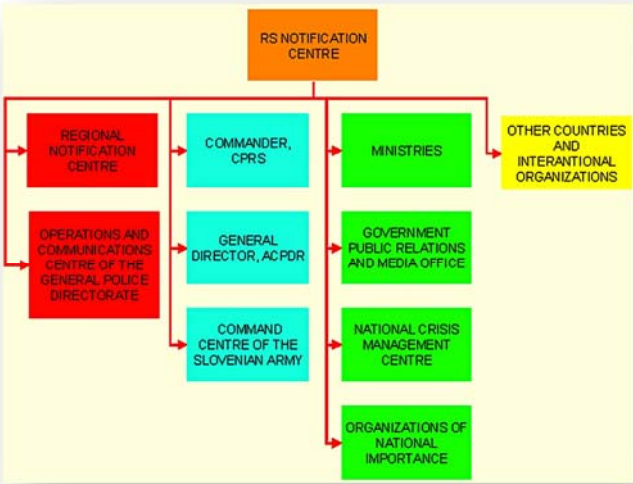 RS NOTIFICATION
CENTRE
REGIONAL
NOTIFICATION
CENTRE
COMMANDER,
CPRS
MINISTRIES
OTHER COUNTRIES
AND
INTERANTIONAL
ORGANIZATIONS
OPERATIONS AND
COMMUNICATIONS
CENTRE OF THE
GENERAL POLICE
DIRECTORATE
GENERAL
DIRECTOR, ACPDR
GOVERNMENT
PUBLIC RELATIONS
AND MEDIA OFFICE
COMMAND
CENTRE OF THE
SLOVENIAN ARMY
NATIONAL CRISIS
MANAGEMENT
CENTRE
ORGANIZATIONS OF
NATIONAL
IMPORTANCE